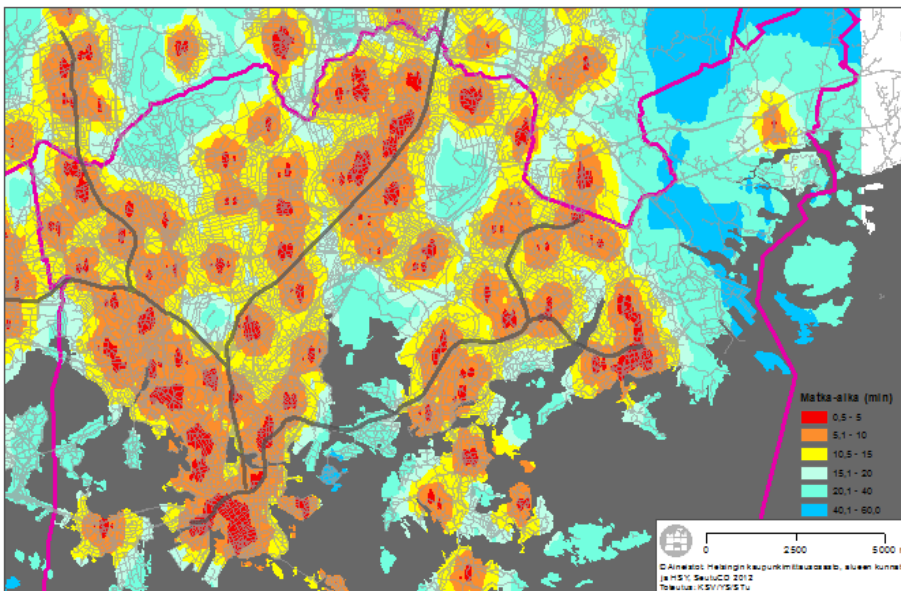 Matka-aika (min)
0,5 - 5
5,1 - 10
10,5 - 15
15,1 - 20
20,1 - 40
40,1 - 60,0
0 2500 5000
© Aineistot: Helsingin kaupunkimittausosasto, alueen kunnat
ja HSY, SeutuCD 2012
Toteutus: KSV/YS/STu